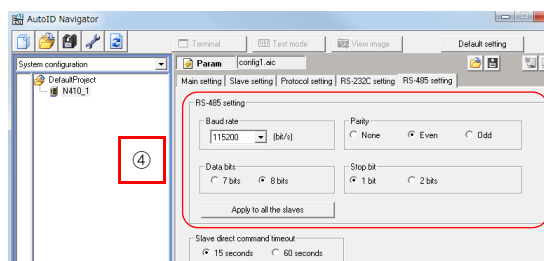 AutoID Navigator
Terminal Test mode View image Default setting
System configuration Param config1.aic
DefaultProject
N410_1
Main setting Slave setting Protocol setting RS-232C setting RS-485 setting
RS-485 setting
Baud rate Parity
115200 (bit/s) None Even Odd
④
Data bits Stop bit
7 bits 8 bits 1 bit 2 bits
Apply to all the slaves
Slave direct command timeout
15 seconds 60 seconds